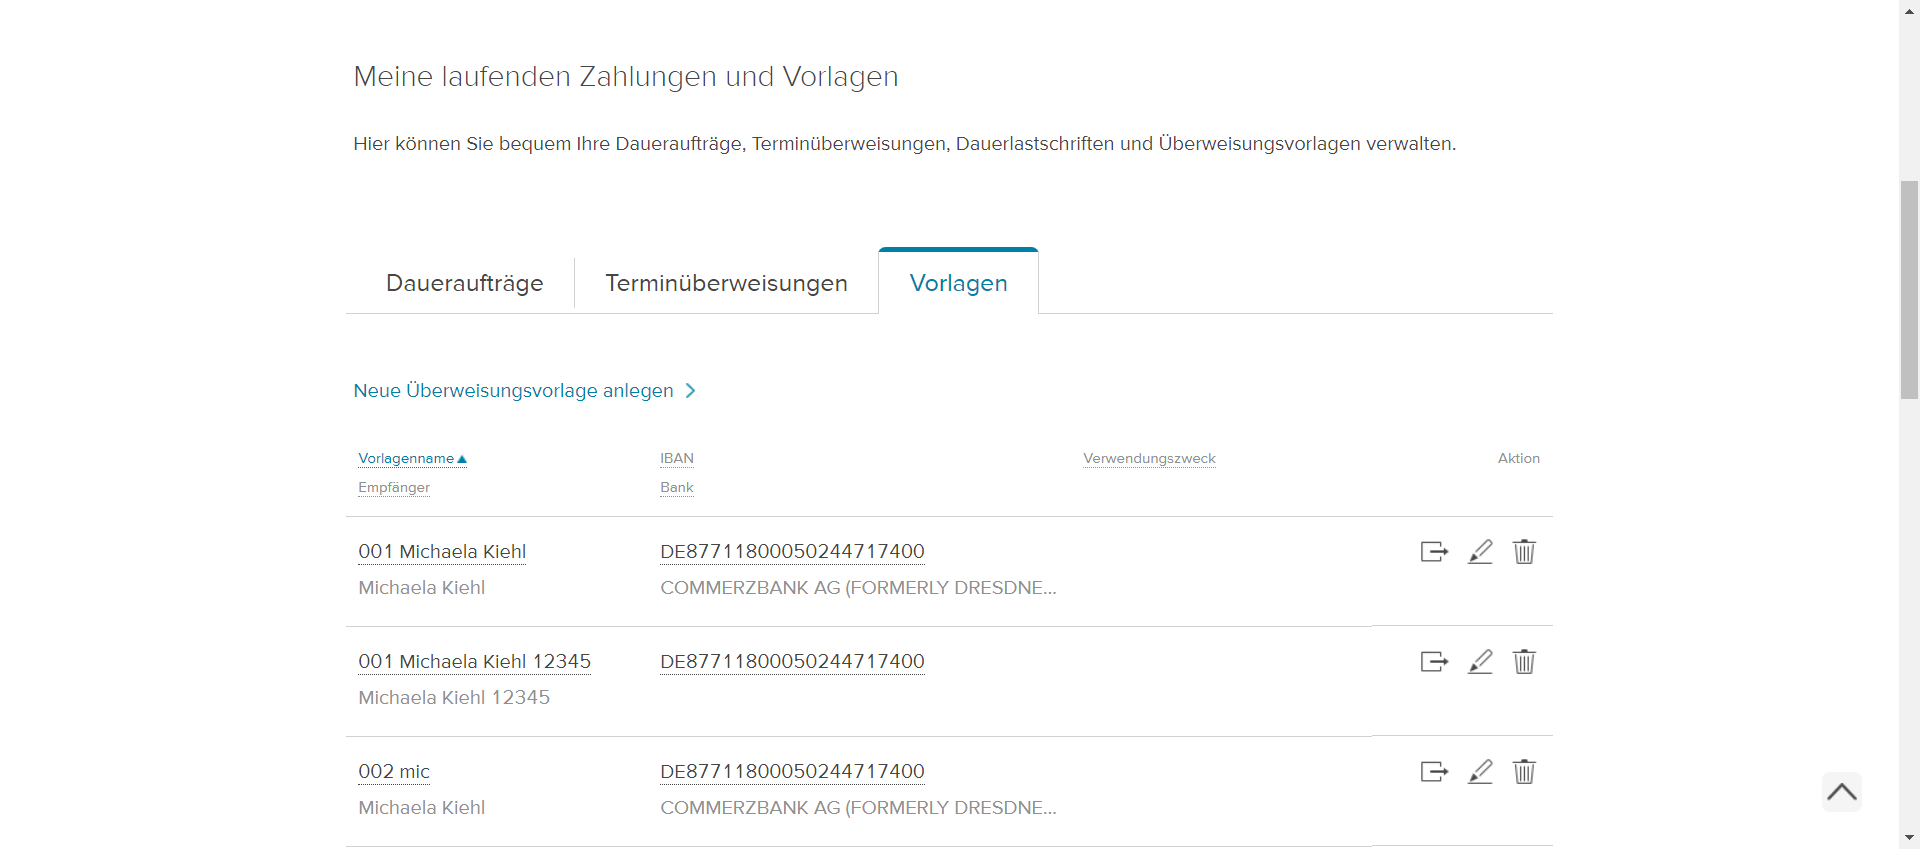 Meine laufenden Zahlungen und Vorlagen
Hier können Sie bequem Ihre Daueraufträge, Terminüberweisungen, Dauerlastschriften und Überweisungsvorlagen verwalten.
Daueraufträge Terminüberweisungen Vorlagen
Neue Überweisungsvorlage anlegen
Vorlagenname IBAN Verwendungszweck Aktion
Empfänger Bank
001 Michaela Kiehl DE87711800050244717400
Michaela Kiehl COMMERZBANK AG (FORMERLY DRESDNE...
001 Michaela Kiehl 12345 DE87711800050244717400
Michaela Kiehl 12345
002 mic DE87711800050244717400
Michaela Kiehl COMMERZBANK AG (FORMERLY DRESDNE...